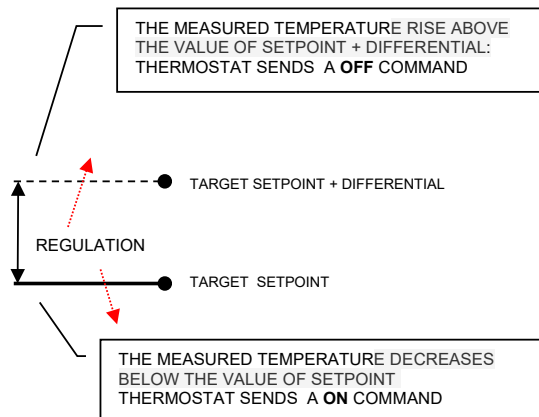 THE MEASURED TEMPERATURE RISE ABOVE
THE VALUE OF SETPOINT + DIFFERENTIAL:
THERMOSTAT SENDS A OFF COMMAND
TARGET SETPOINT + DIFFERENTIAL
REGULATION
TARGET SETPOINT
THE MEASURED TEMPERATURE DECREASES
BELOW THE VALUE OF SETPOINT
THERMOSTAT SENDS A ON COMMAND